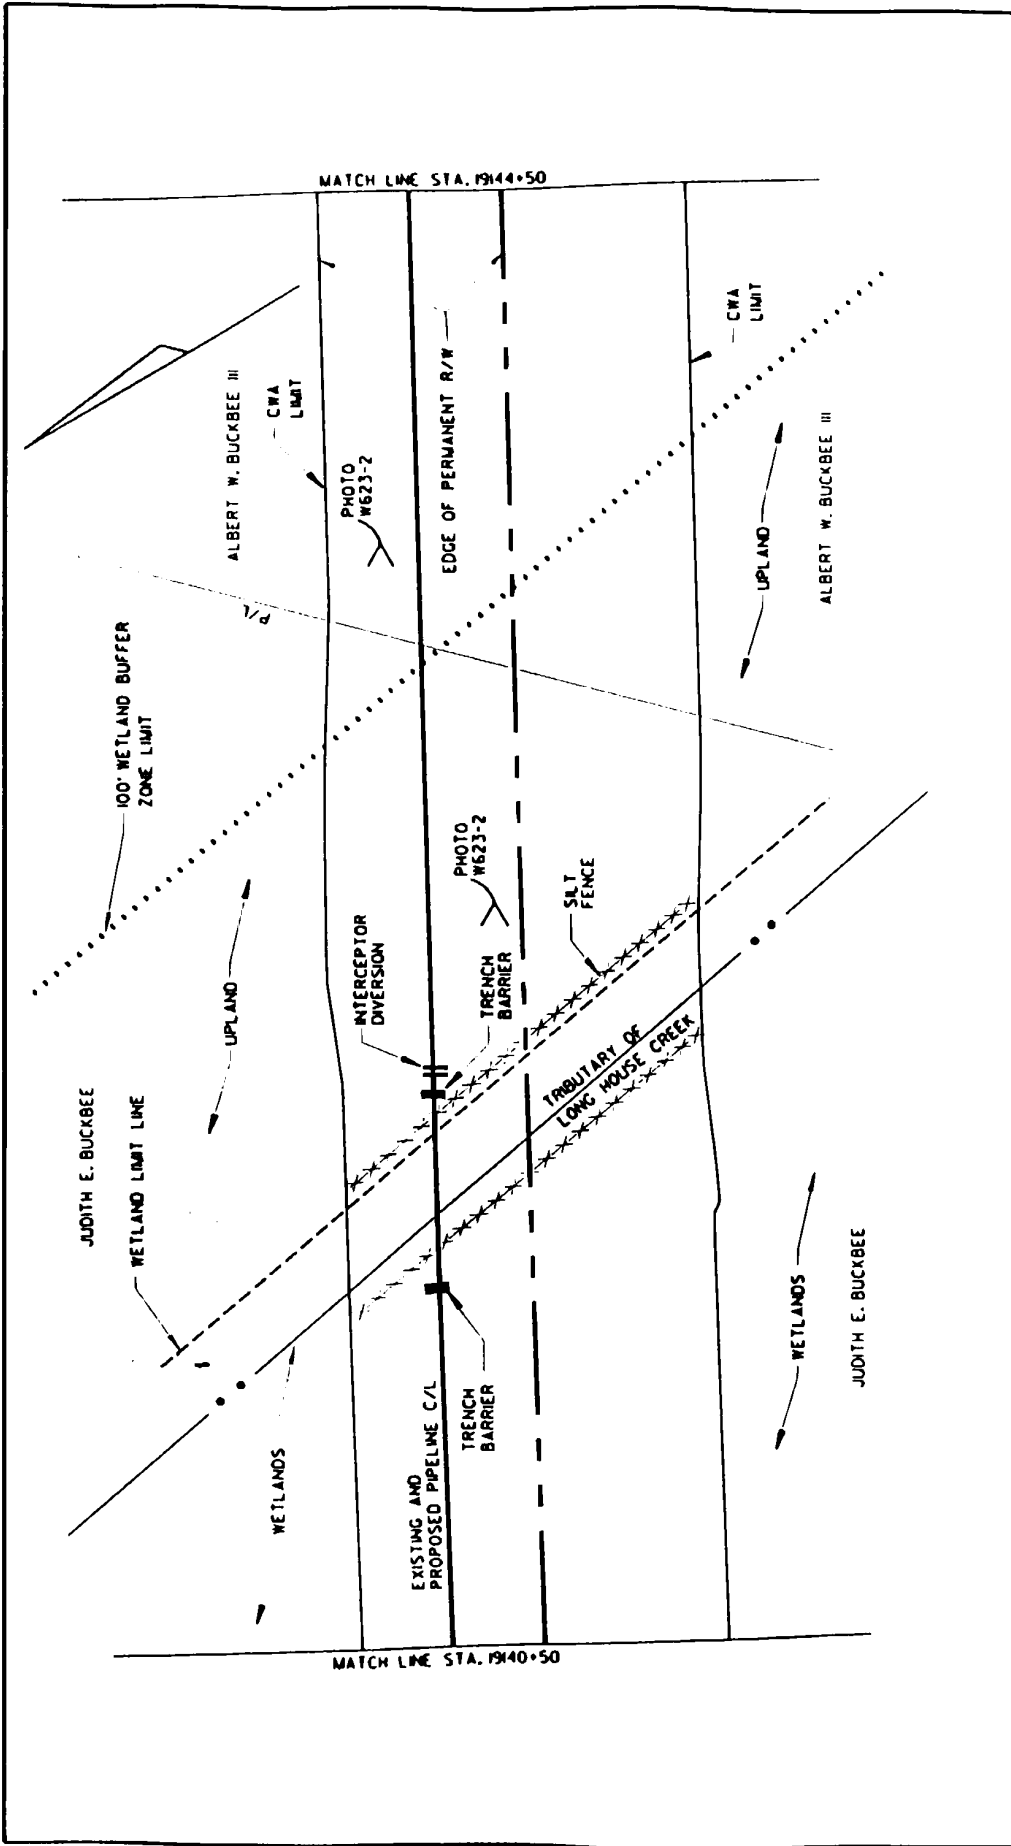 MATCH LINE STA. 19144+50
CWA
LIMIT
ALBERT W. BUCKBEE III
CWA
LIMIT
PHOTO
W623-2
EDGE OF PERMANENT R/W
UPLAND
ALBERT W. BUCKBEE III
P/L
100' WETLAND BUFFER
ZONE LIMIT
PHOTO
W623-2
SILT
FENCE
INTERCEPTOR
DIVERSION
TRENCH
BARRIER
UPLAND
TRIBUTARY OF
LONG HOUSE CREEK
JUDITH E. BUCKBEE
WETLAND LIMIT LINE
WETLANDS
JUDITH E. BUCKBEE
TRENCH
BARRIER
WETLANDS
EXISTING AND
PROPOSED PIPELINE C/L
MATCH LINE STA. 19140+50